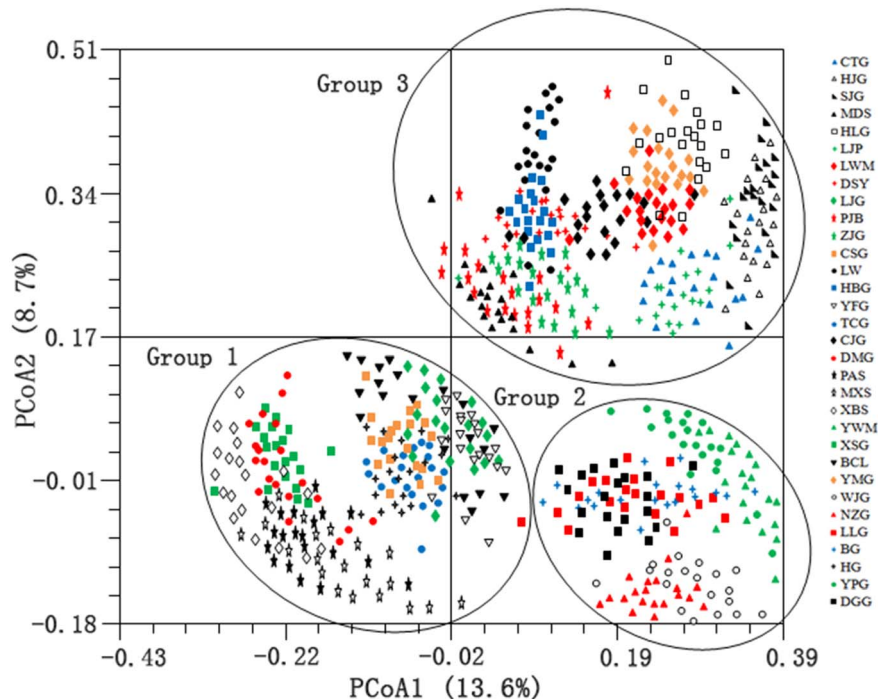 0.51
0.34
0.17
-0.01
-0.18
PCoA2 (8.7%)
Group 3
Group 1
Group 2
-0.43
-0.22
-0.02
0.19
0.39
PCoA1 (13.6%)
CTG
HJG
SJG
MDS
HLG
LJP
LWM
DSY
LJG
PJB
ZJG
CSG
LW
HBG
YFG
TCG
CJG
DMG
PAS
MXS
XBS
YWM
XSG
BCL
YMG
WJG
NZG
LLG
BG
HG
YPG
DGG